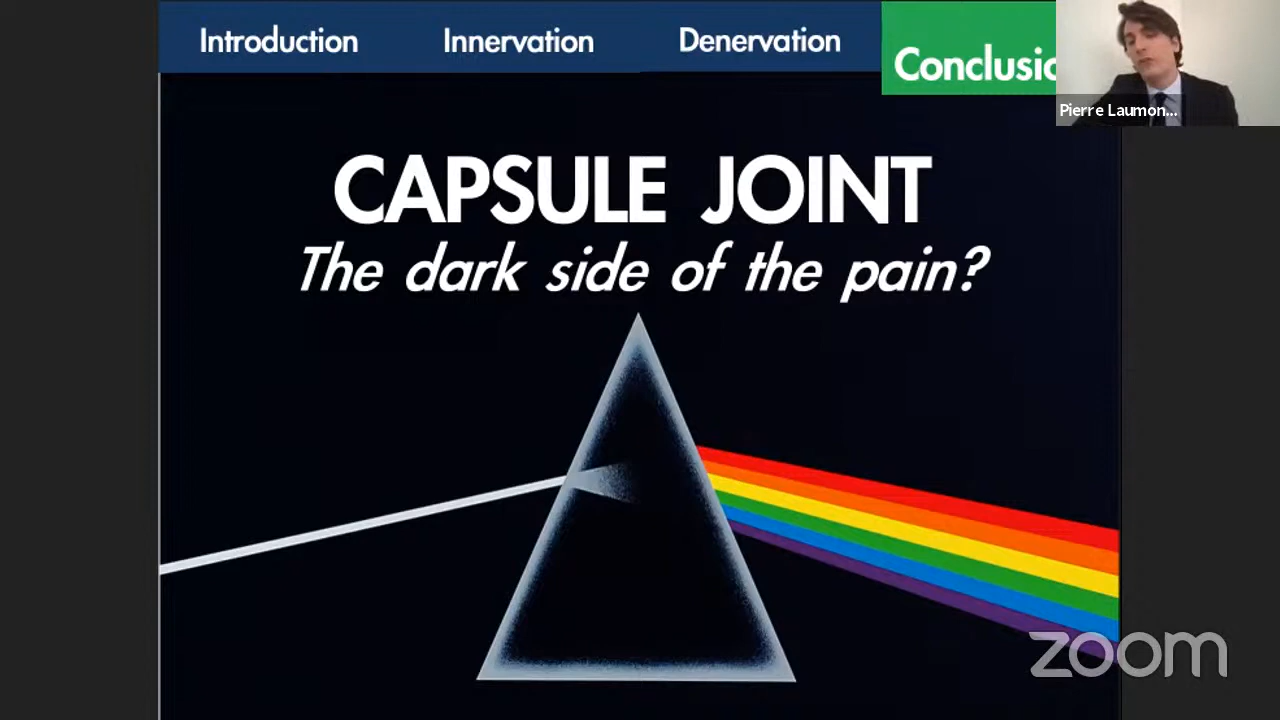 Introduction
Innervation
Denervation
Conclusio
Pierre Laumon...
CAPSULE JOINT
The dark side of the pain?
zoom